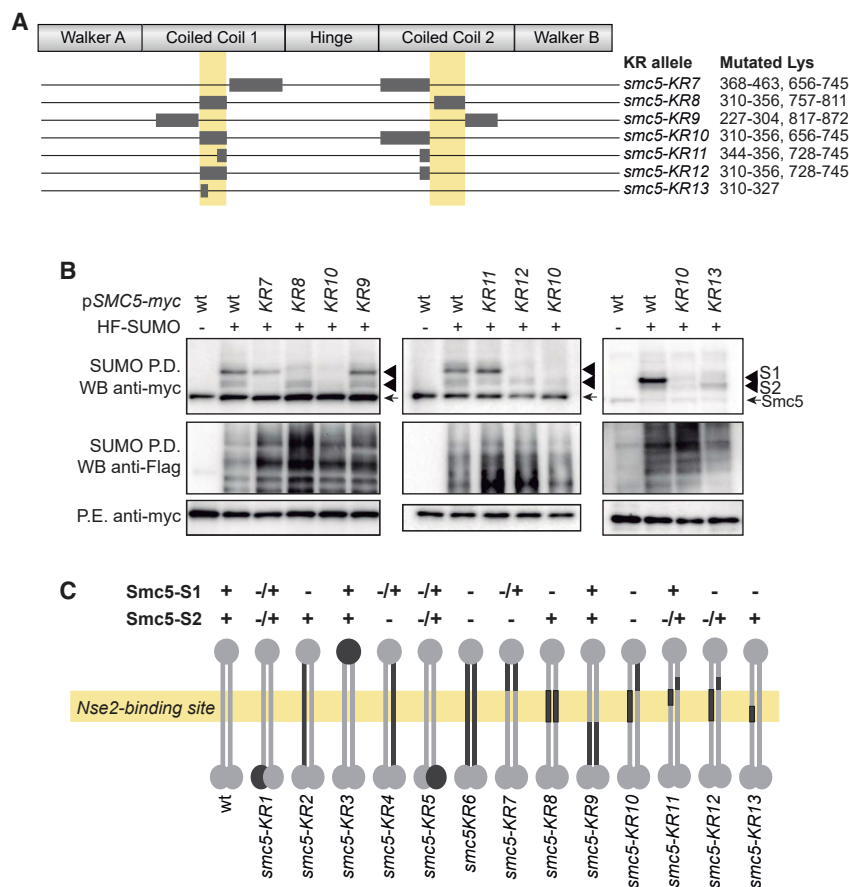 A
Walker A Coiled Coil 1 Hinge Coiled Coil 2 Walker B
KR allele Mutated Lys
smc5-KR7 368-463, 656-745
smc5-KR8 310-356, 757-811
smc5-KR9 227-304, 817-872
smc5-KR10 310-356, 656-745
smc5-KR11 344-356, 728-745
smc5-KR12 310-356, 728-745
smc5-KR13 310-327
B
pSMC5-myc wt wt KR7 KR8 KR10 KR9 wt wt KR11 KR12 KR10 wt wt KR10 KR13
HF-SUMO - + + + + + - + + + + - + + +
SUMO P.D.
WB anti-myc
S1
S2
Smc5
SUMO P.D.
WB anti-Flag
P.E. anti-myc
C
Smc5-S1 + -/+ - + -/+ -/+ - -/+ - + - + - -
Smc5-S2 + -/+ + + - -/+ - - + + - -/+ -/+ +
Nse2-binding site
wt smc5-KR1 smc5-KR2 smc5-KR3 smc5-KR4 smc5-KR5 smc5KR6 smc5-KR7 smc5-KR8 smc5-KR9 smc5-KR10 smc5-KR11 smc5-KR12 smc5-KR13